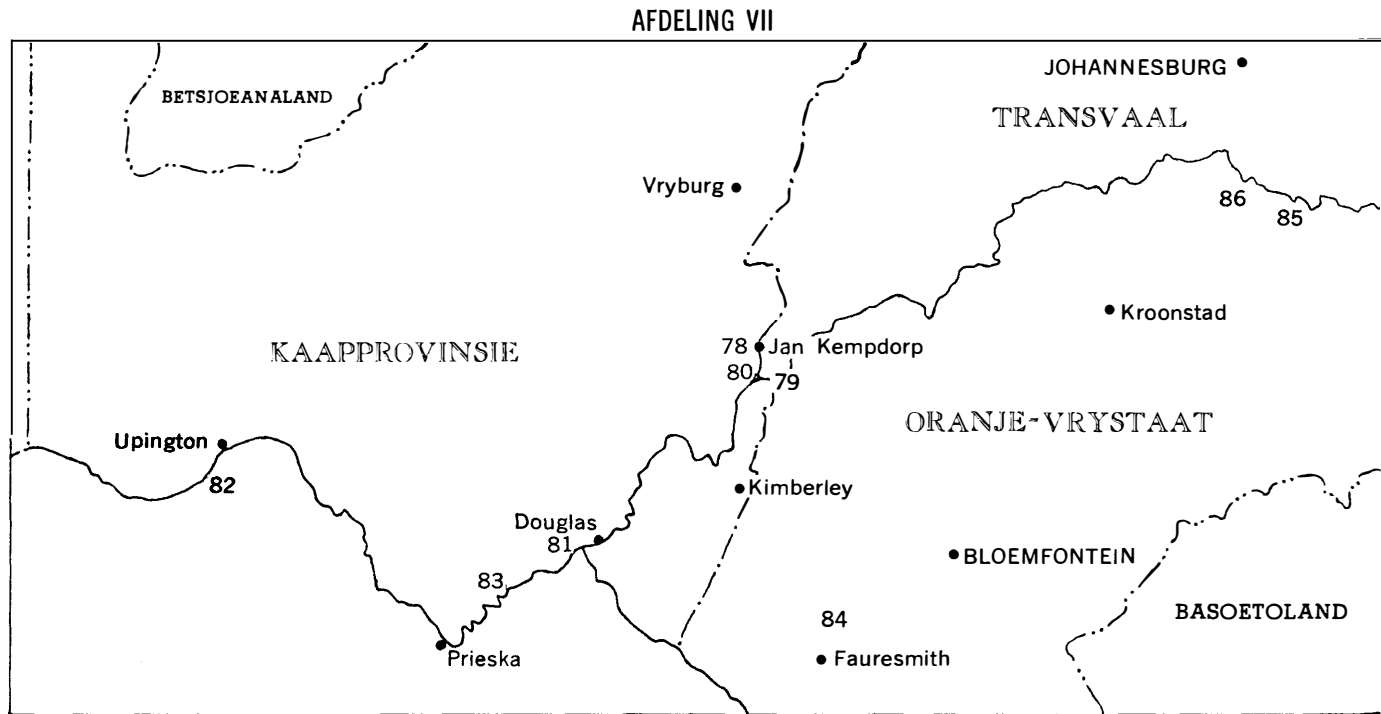 AFDELING VII
JOHANNESBURG
BETSJOEANALAND
TRANSVAAL
Vryburg
86
85
Kroonstad
78 Jan Kempdorp
KAAPPROVINSIE
80 79
ORANJE-VRYSTAAT
Upington
82
Kimberley
Douglas
81
BLOEMFONTEIN
83
BASOETOLAND
84
Prieska
Fauresmith